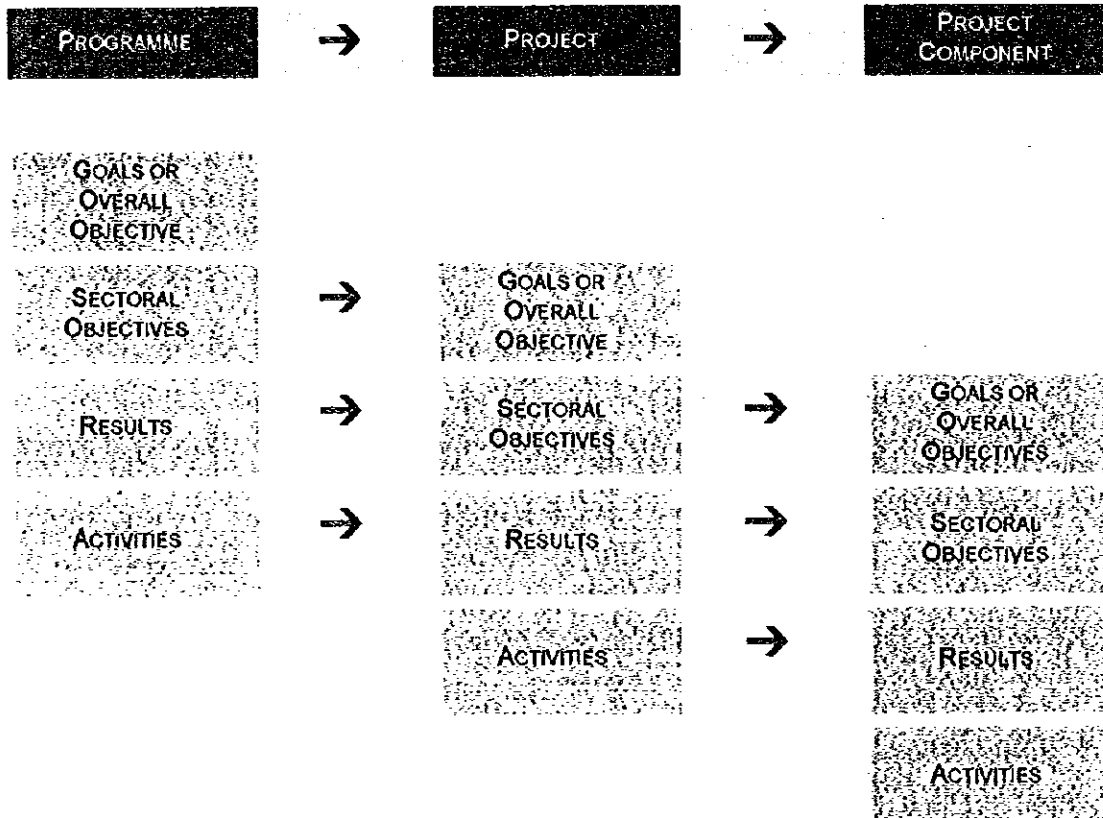 PROGRAMME → PROJECT → PROJECT
COMPONENT
GOALS OR
OVERALL
OBJECTIVE
SECTORAL
OBJECTIVES
→
GOALS OR
OVERALL
OBJECTIVE
RESULTS
→
SECTORAL
OBJECTIVES
→
GOALS OR
OVERALL
OBJECTIVES
ACTIVITIES
→
RESULTS
→
SECTORAL
OBJECTIVES
ACTIVITIES
→
RESULTS
ACTIVITIES